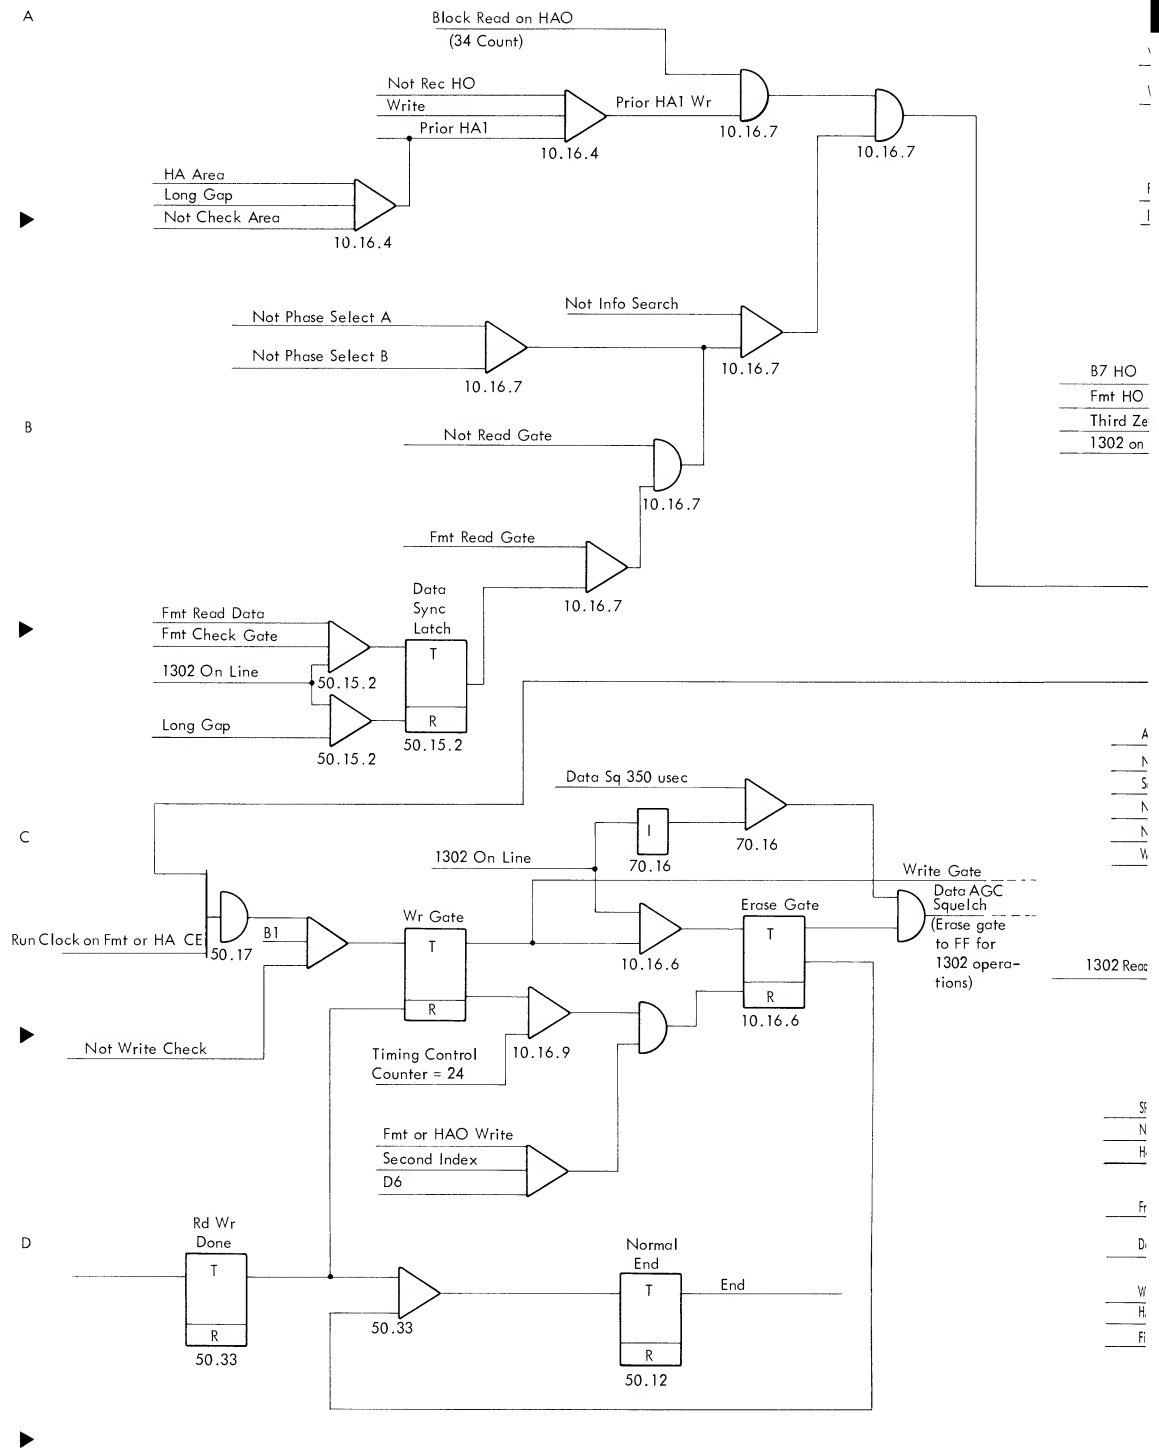 A
Block Read on HAO
(34 Count)
Not Rec HO
Write
Prior HA1
Prior HA1 Wr
10.16.7
10.16.4
10.16.7
HA Area
Long Gap
Not Check Area
10.16.4
Not Info Search
Not Phase Select A
Not Phase Select B
10.16.7
10.16.7
B7 HO
Fmt HO
Third Ze
1302 on
B
Not Read Gate
10.16.7
Fmt Read Gate
10.16.7
Data
Sync
Latch
Fmt Read Data
Fmt Check Gate
1302 On Line
Long Gap
T
R
50.15.2
50.15.2
50.15.2
Data Sq 350 usec
C
I
70.16
70.16
1302 On Line
Write Gate
Data AGC
Squelch
(Erase gate
to FF for
1302 opera-
tions)
Wr Gate
Erase Gate
Run Clock on Fmt or HA CE
B1
50.17
T
R
10.16.6
T
R
10.16.6
1302 Read
Not Write Check
Timing Control
Counter = 24
10.16.9
Fmt or HAO Write
Second Index
D6
D
Rd Wr
Done
T
R
50.33
50.33
Normal
End
T
R
50.12
End